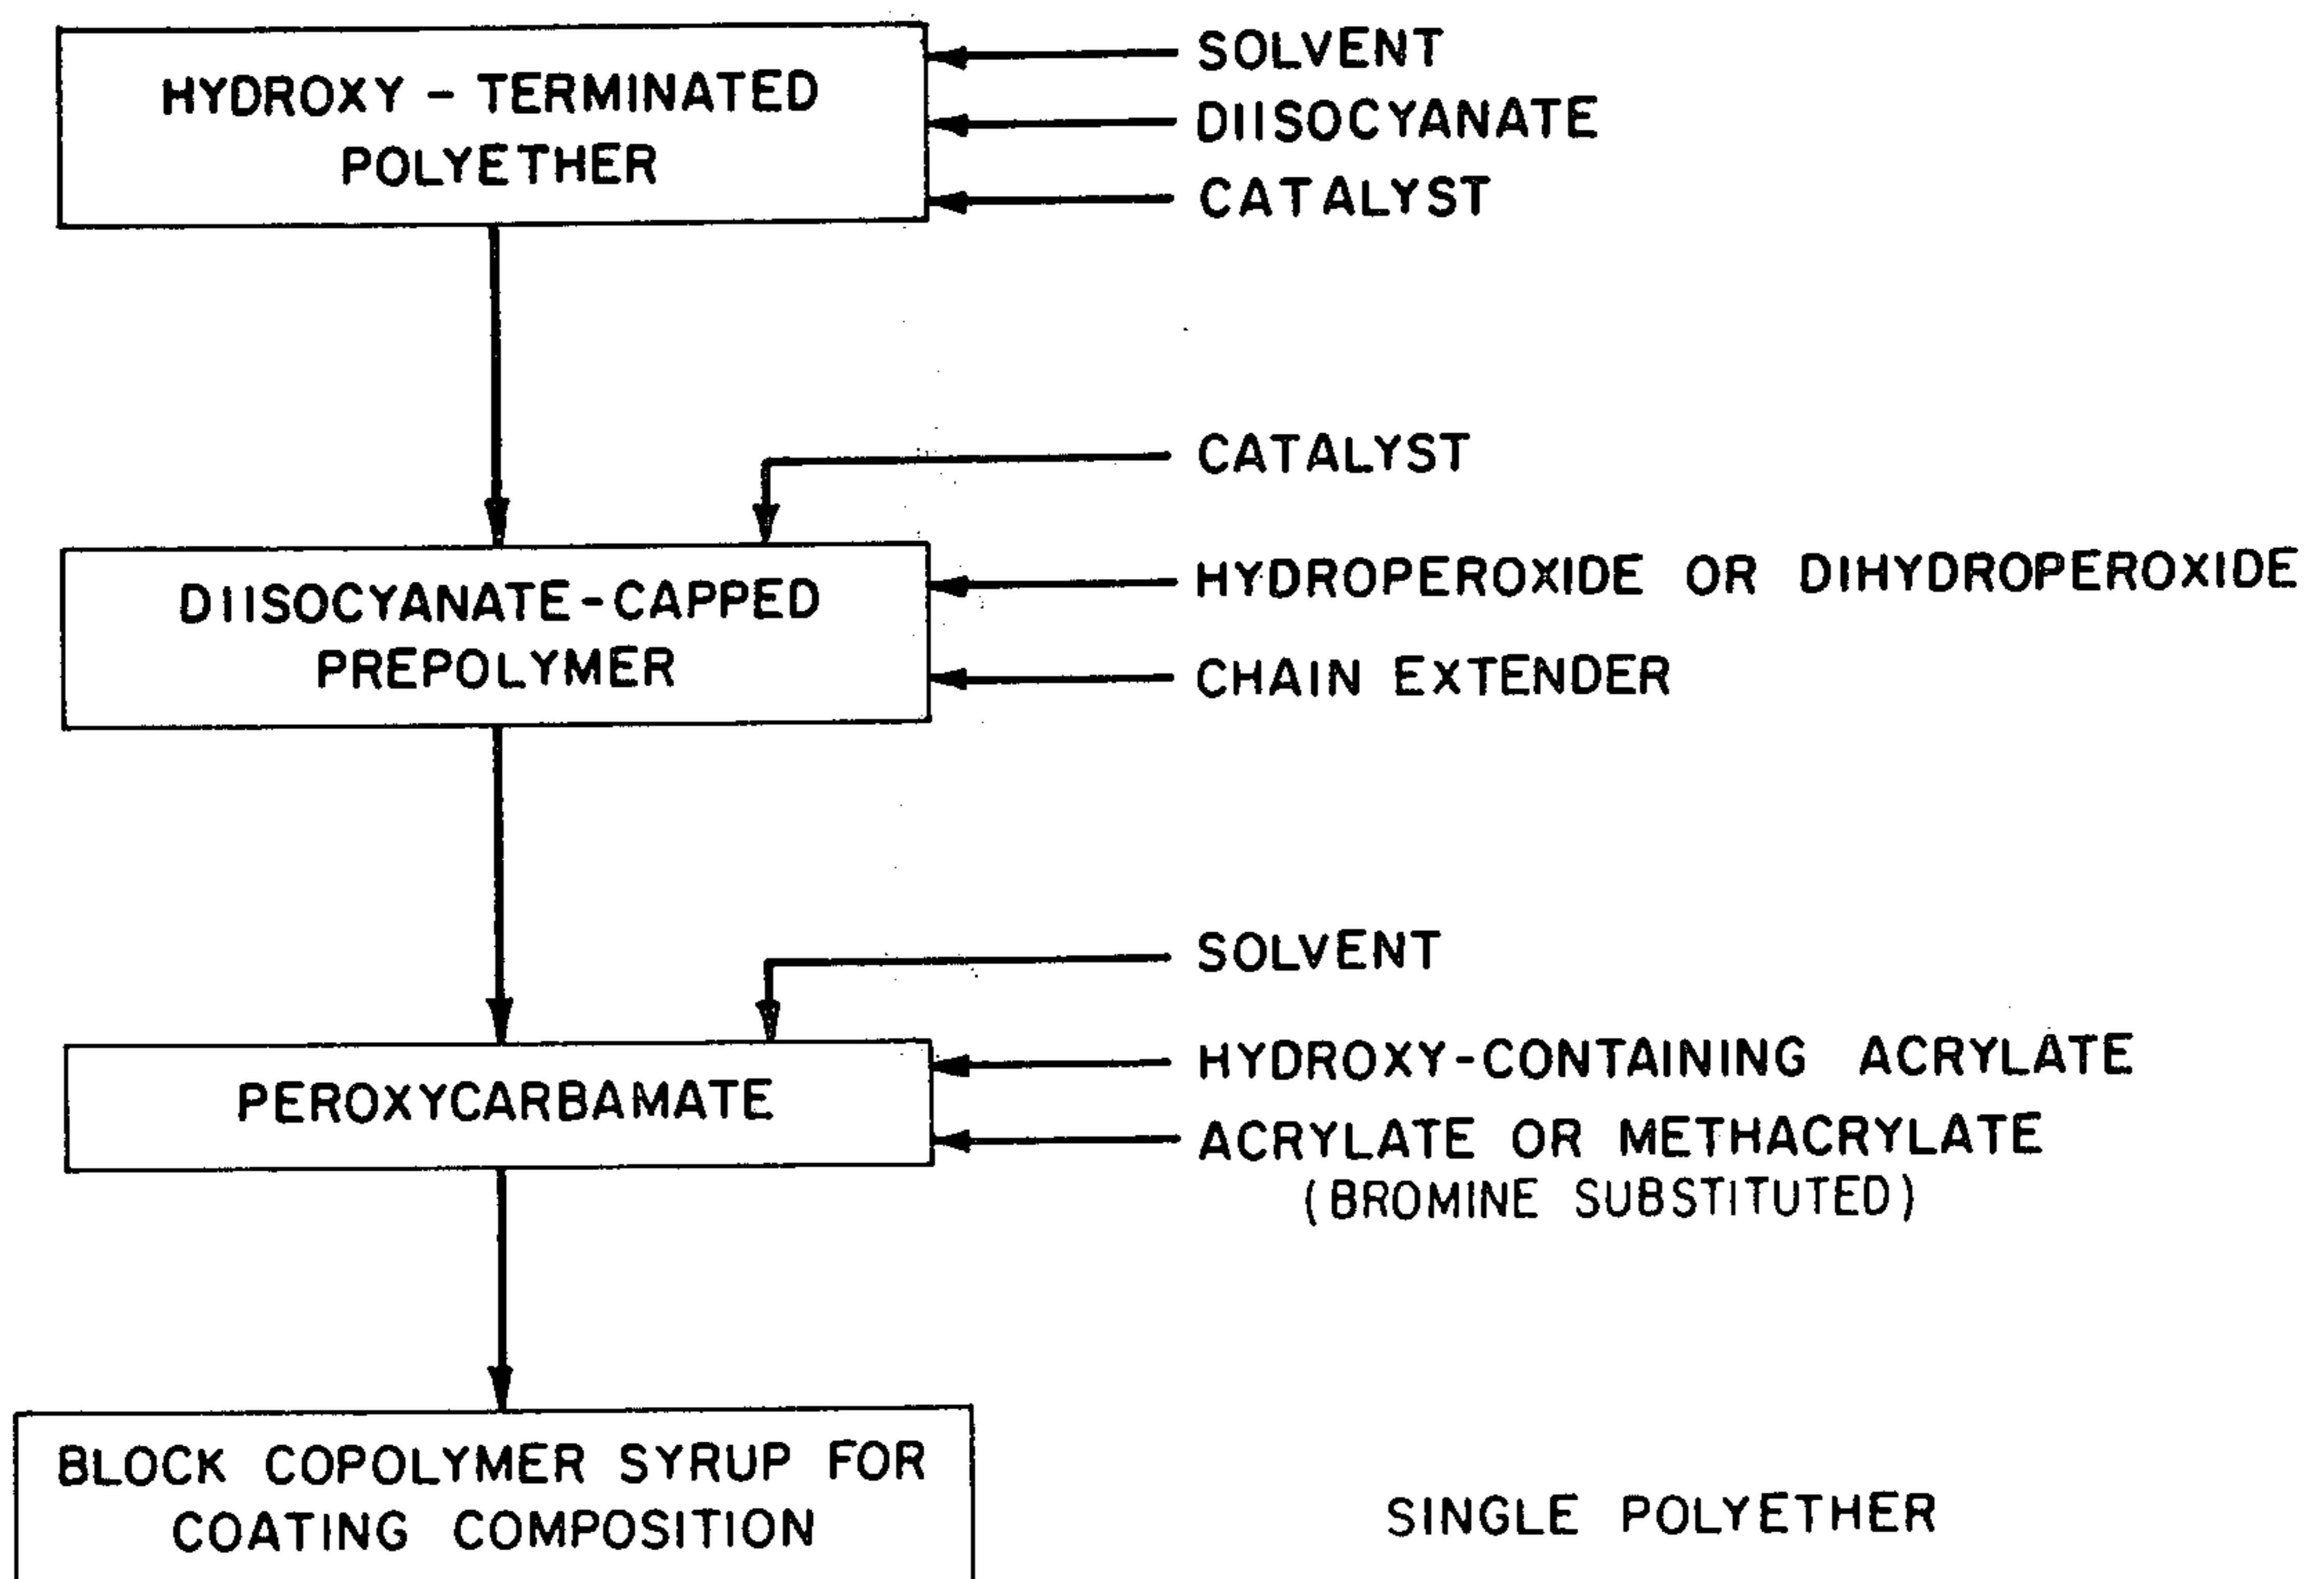 HYDROXY - TERMINATED
POLYETHER
SOLVENT
DIISOCYANATE
CATALYST
CATALYST
DIISOCYANATE-CAPPED
PREPOLYMER
HYDROPEROXIDE OR DIHYDROPEROXIDE
CHAIN EXTENDER
SOLVENT
PEROXYCARBAMATE
HYDROXY-CONTAINING ACRYLATE
ACRYLATE OR METHACRYLATE
(BROMINE SUBSTITUTED)
BLOCK COPOLYMER SYRUP FOR
COATING COMPOSITION
SINGLE POLYETHER